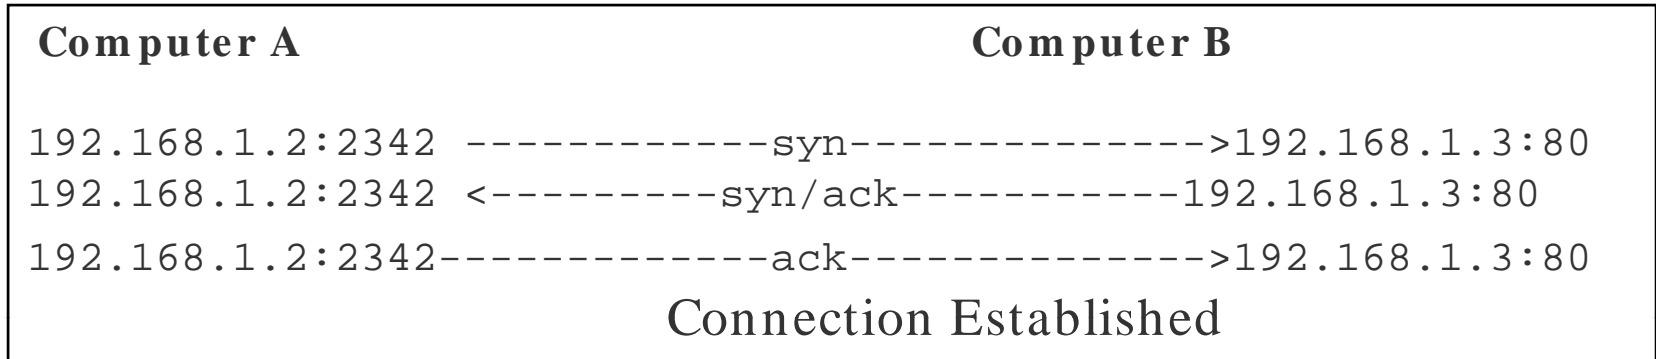 Computer A Computer B
192.168.1.2:2342 ------------syn-------------->192.168.1.3:80
192.168.1.2:2342 <---------syn/ack-----------192.168.1.3:80
192.168.1.2:2342-------------ack-------------->192.168.1.3:80
Connection Established